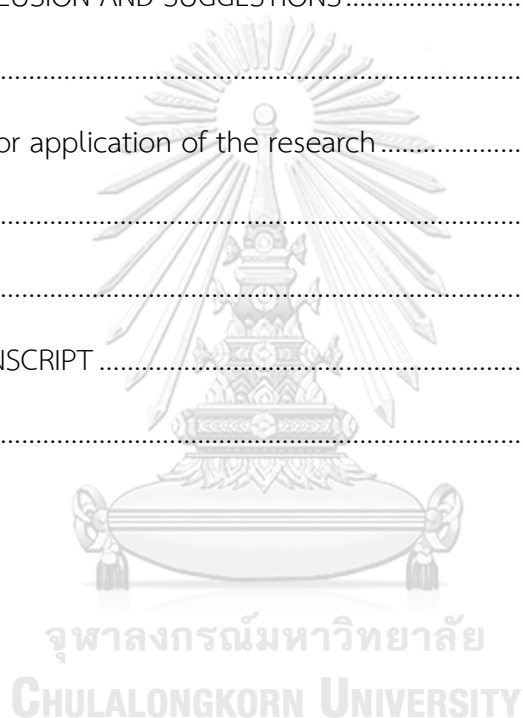 LUSION AND SUGGESTIONS..........................
................................................................................
or application of the research....................
................................................................................
................................................................................
NSCRIPT................................................................
................................................................................
จุฬาลงกรณ์มหาวิทยาลัย
CHULALONGKORN UNIVERSITY